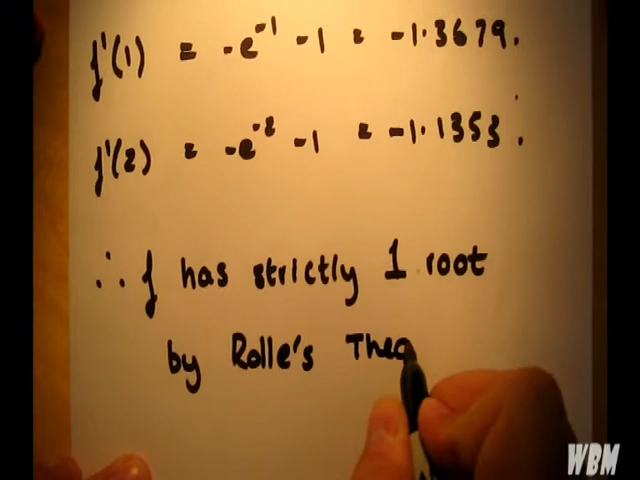 f'(1) = -e^{-1} -1 = -1.3679.
f'(2) = -e^{-2} -1 = -1.1353.
∴ f has strictly 1 root
by Rolle's Theo
WBM